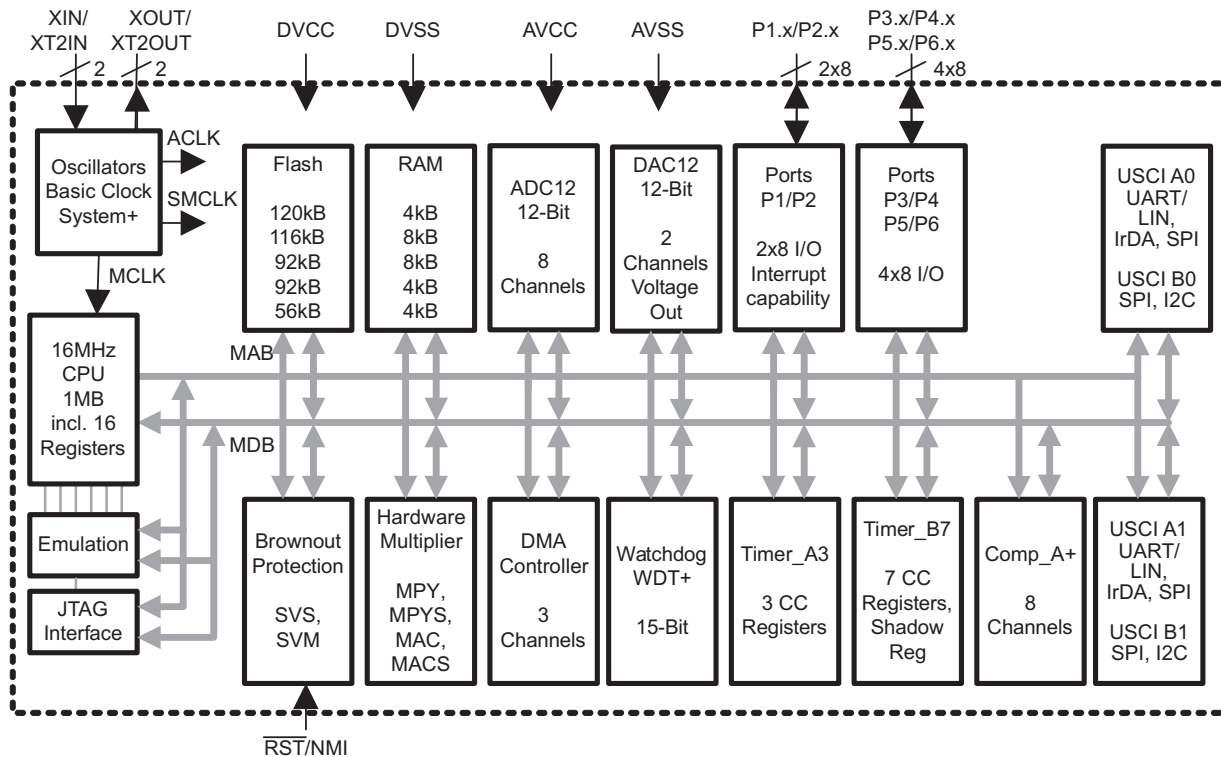 XIN/
XT2IN
XOUT/
XT2OUT
DVCC
DVSS
AVCC
AVSS
P1.x/P2.x
P3.x/P4.x
P5.x/P6.x
2
2
2x8
4x8
Oscillators
Basic Clock
System+
ACLK
SMCLK
MCLK
Flash
120kB
116kB
92kB
92kB
56kB
RAM
4kB
8kB
8kB
4kB
4kB
ADC12
12-Bit
8
Channels
DAC12
12-Bit
2
Channels
Voltage
Out
Ports
P1/P2
2x8 I/O
Interrupt
capability
Ports
P3/P4
P5/P6
4x8 I/O
USCI A0
UART/
LIN,
IrDA, SPI
USCI B0
SPI, I2C
16MHz
CPU
1MB
incl. 16
Registers
MAB
MDB
Emulation
JTAG
Interface
Brownout
Protection
SVS,
SVM
Hardware
Multiplier
MPY,
MPYS,
MAC,
MACS
DMA
Controller
3
Channels
Watchdog
WDT+
15-Bit
Timer_A3
3 CC
Registers
Timer_B7
7 CC
Registers,
Shadow
Reg
Comp_A+
8
Channels
USCI A1
UART/
LIN,
IrDA, SPI
USCI B1
SPI, I2C
RST/NMI